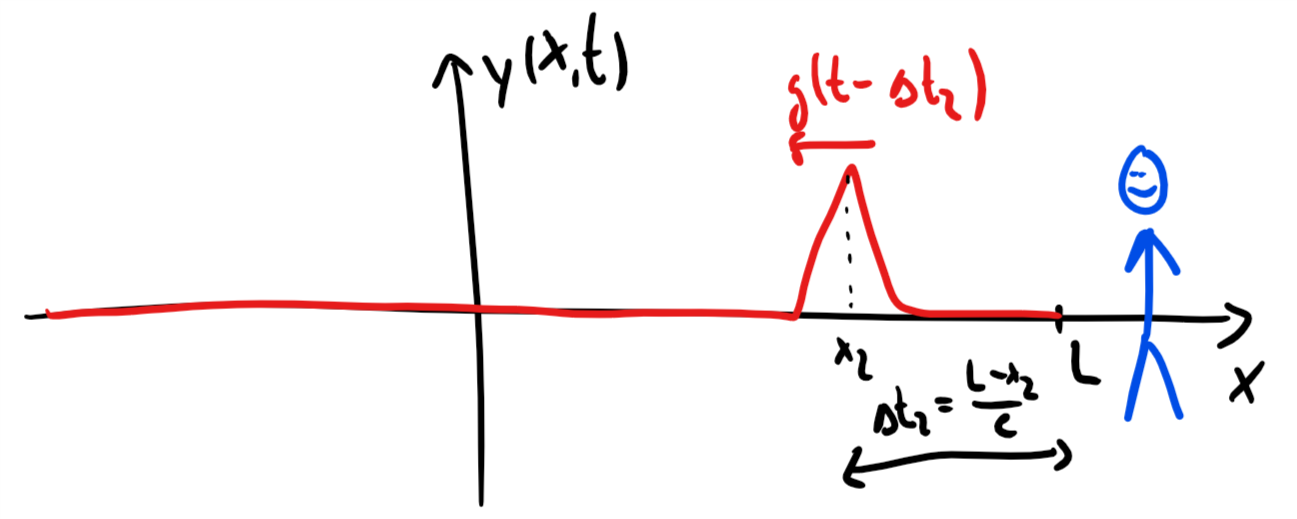 y(x,t)
g(t-Δt₂)
x₂
L
x
Δt₂ = (L-x₂)/c